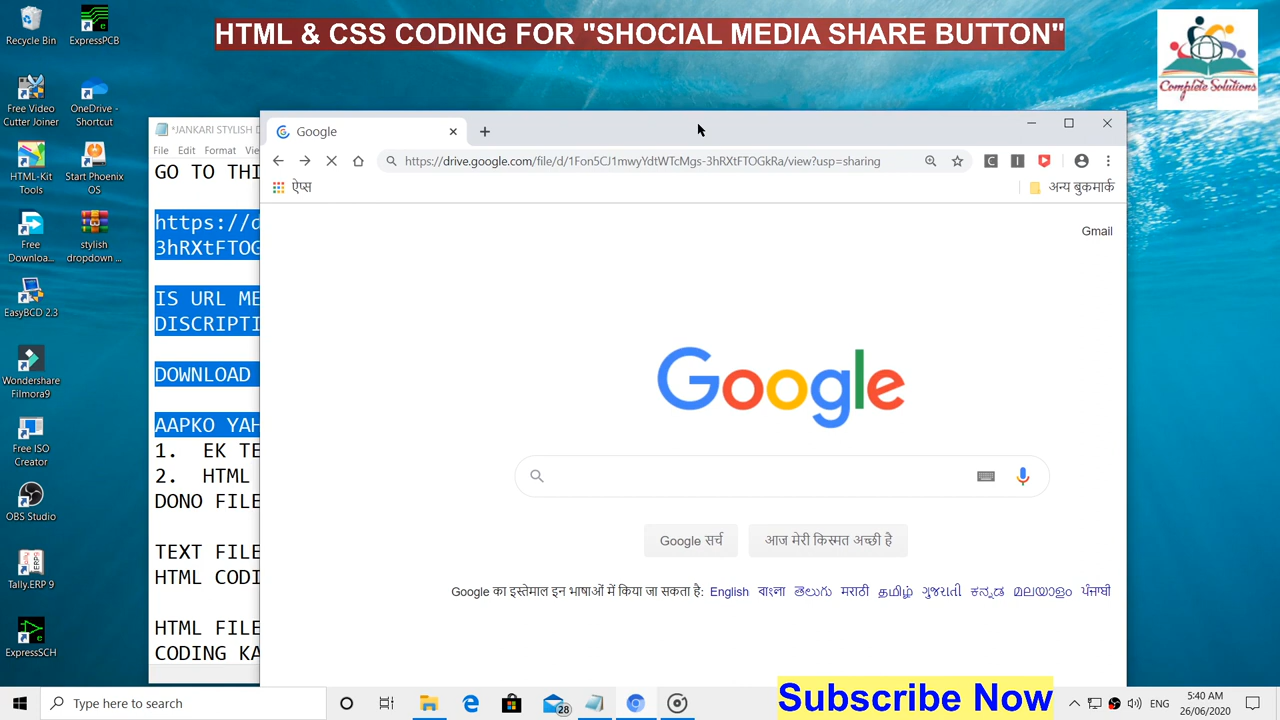 HTML & CSS CODING FOR "SHOCIAL MEDIA SHARE BUTTON"
Complete Solutions
Recycle Bin
ExpressPCB
Free Video
Cutter Joiner
OneDrive -
Shortcut
HTML-Kit
Tools
Start Phoenix
OS
Free
Downloa...
stylish
dropdown ...
EasyBCD 2.3
Wondershare
Filmora9
Free ISO
Creator
OBS Studio
Tally.ERP 9
ExpressSCH
*JANKARI STYLISH D
File Edit Format Vie
GO TO THI
https://d
3hRXtFTOG
IS URL ME
DISCRIPTI
DOWNLOAD
AAPKO YAH
1. EK TE
2. HTML
DONO FILE
TEXT FILE
HTML CODI
HTML FILE
CODING KA
Google
https://drive.google.com/file/d/1Fon5CJ1mwyYdtWTcMgs-3hRXtFTOGkRa/view?usp=sharing
ऐप्स
अन्य बुकमार्क
Gmail
Google
Google सर्च
आज मेरी किस्मत अच्छी है
Google का इस्तेमाल इन भाषाओं में किया जा सकता है: English বাংলা తెలుగు मराठी தமிழ் ગુજરાતી ಕನ್ನಡ മലയാളം ਪੰਜਾਬੀ
Subscribe Now
Type here to search
28
ENG
5:40 AM
26/06/2020